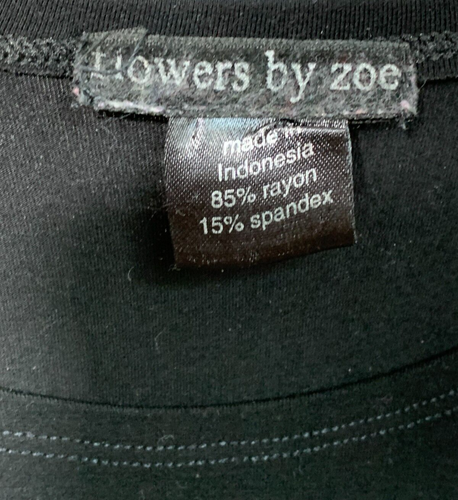 flowers by zoe
made in
Indonesia
85% rayon
15% spandex